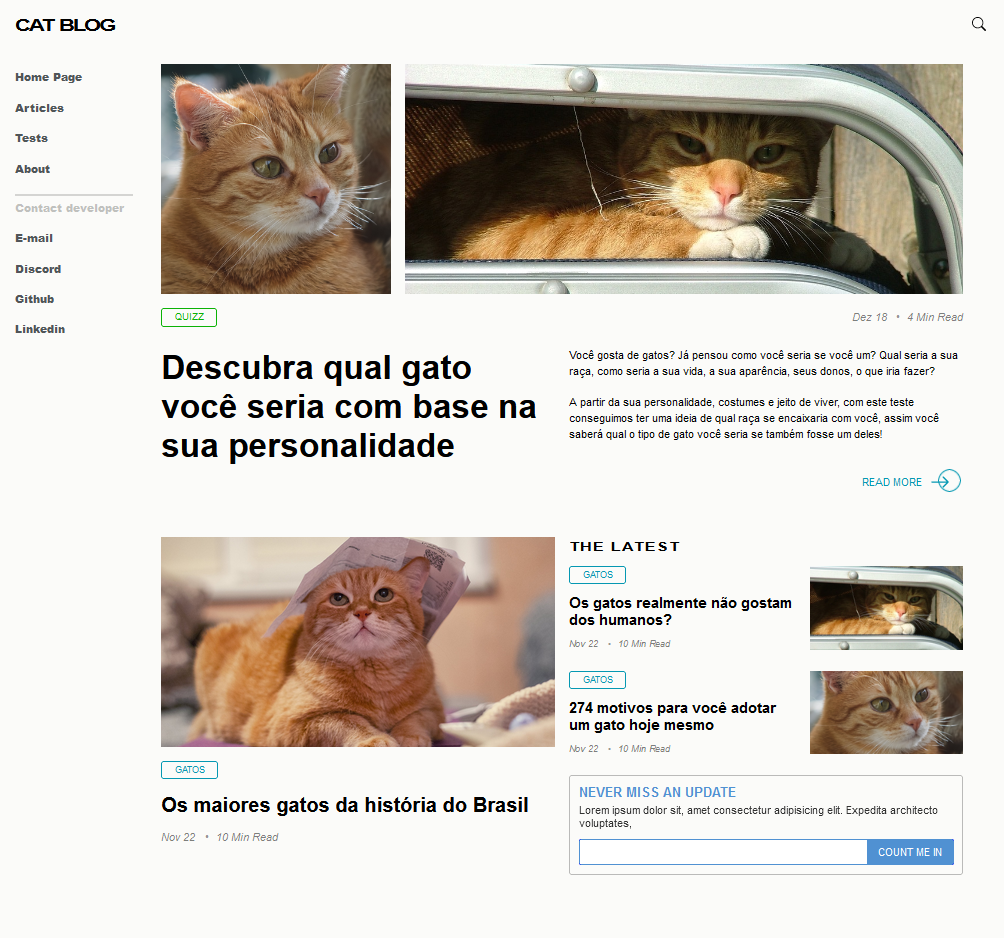 CAT BLOG
Home Page
Articles
Tests
About
Contact developer
E-mail
Discord
Github
Linkedin
QUIZZ
Dez 18 • 4 Min Read
Descubra qual gato
você seria com base na
sua personalidade
Você gosta de gatos? Já pensou como você seria se você um? Qual seria a sua
raça, como seria a sua vida, a sua aparência, seus donos, o que iria fazer?
A partir da sua personalidade, costumes e jeito de viver, com este teste
conseguimos ter uma ideia de qual raça se encaixaria com você, assim você
saberá qual o tipo de gato você seria se também fosse um deles!
READ MORE
GATOS
Os maiores gatos da história do Brasil
Nov 22 • 10 Min Read
THE LATEST
GATOS
Os gatos realmente não gostam
dos humanos?
Nov 22 • 10 Min Read
GATOS
274 motivos para você adotar
um gato hoje mesmo
Nov 22 • 10 Min Read
NEVER MISS AN UPDATE
Lorem ipsum dolor sit, amet consectetur adipisicing elit. Expedita architecto
voluptates,
COUNT ME IN